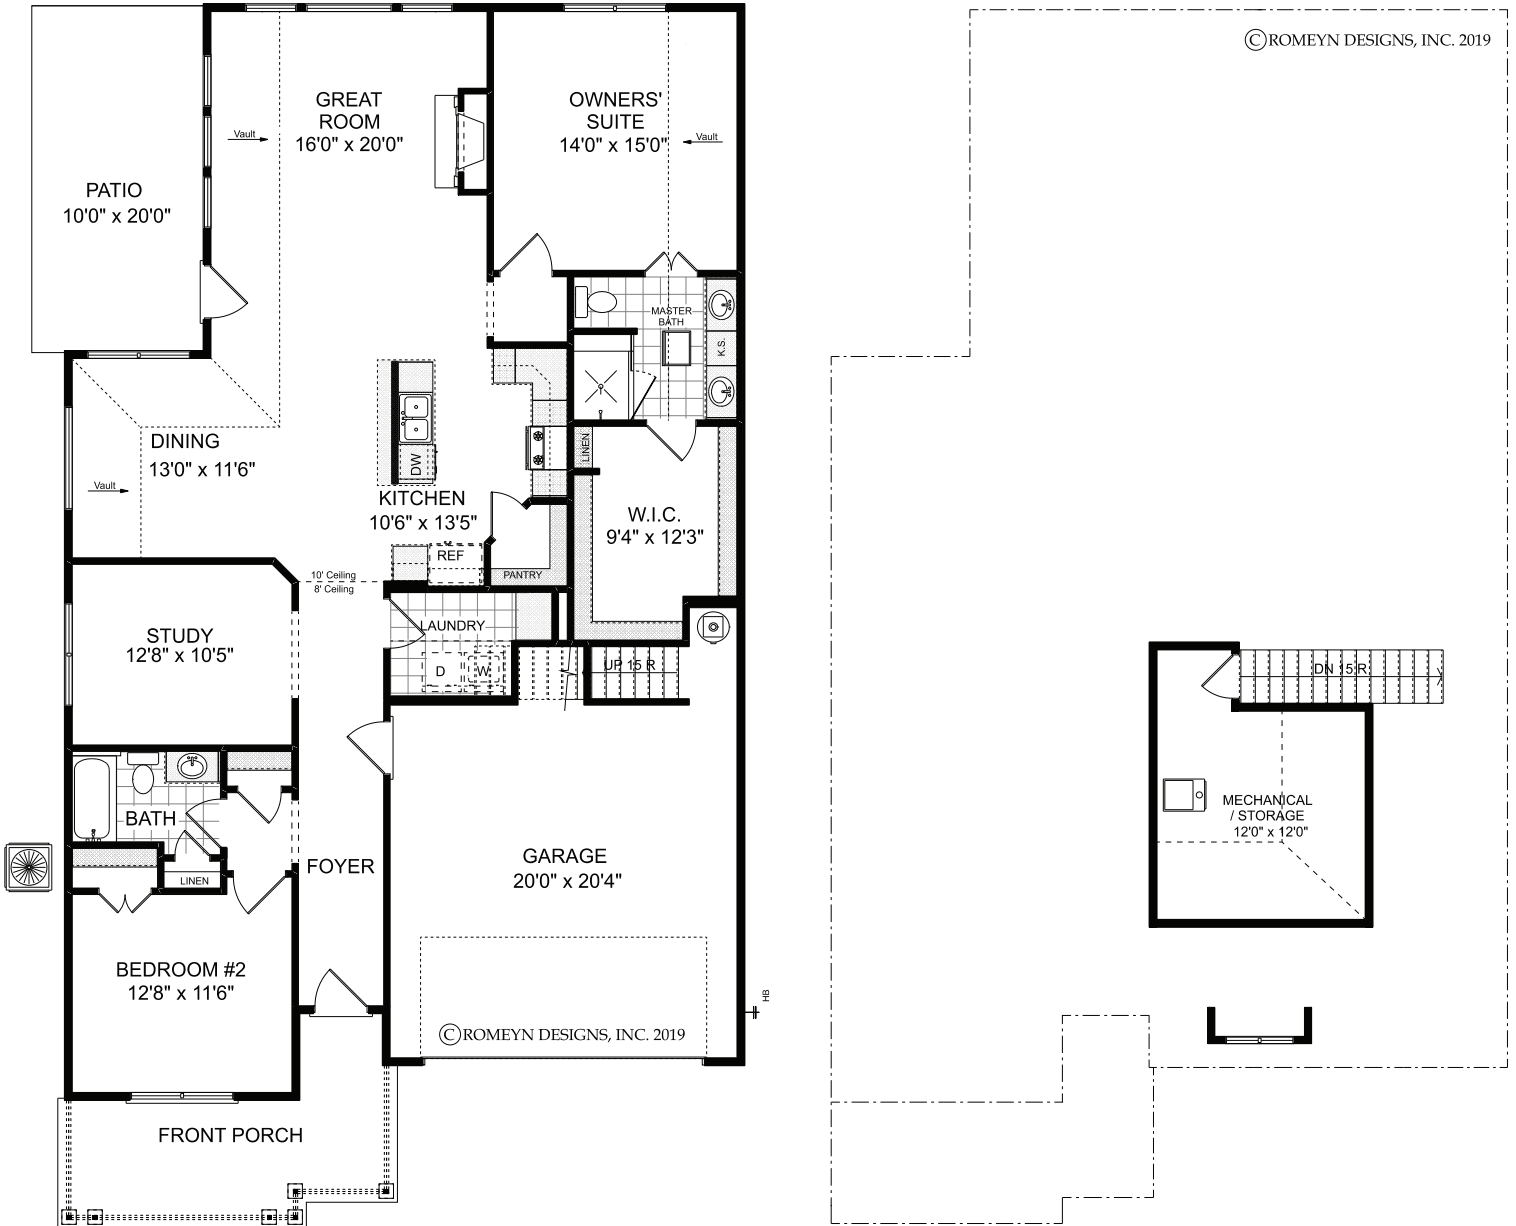 GREAT
ROOM
16'0" x 20'0"
Vault
OWNERS'
SUITE
14'0" x 15'0"
Vault
PATIO
10'0" x 20'0"
MASTER
BATH
K.S.
DINING
13'0" x 11'6"
Vault
DW
LINEN
KITCHEN
10'6" x 13'5"
W.I.C.
9'4" x 12'3"
REF
PANTRY
10' Ceiling
8' Ceiling
STUDY
12'8" x 10'5"
LAUNDRY
D
W
UP 15 R
BATH
LINEN
FOYER
GARAGE
20'0" x 20'4"
BEDROOM #2
12'8" x 11'6"
HB
© ROMEYN DESIGNS, INC. 2019
FRONT PORCH
© ROMEYN DESIGNS, INC. 2019
DN 15 R
MECHANICAL
/ STORAGE
12'0" x 12'0"